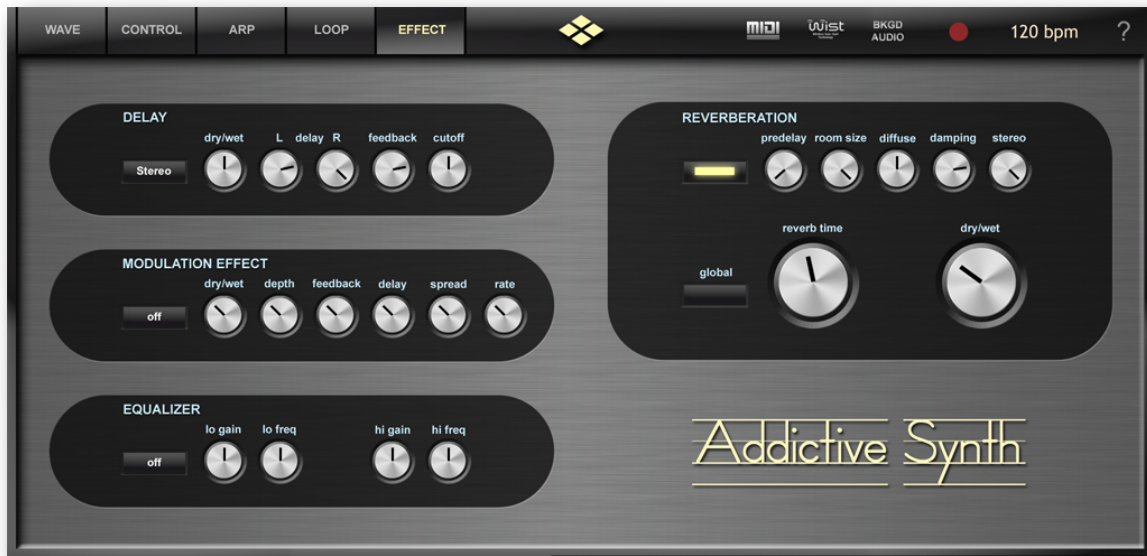 WAVE CONTROL ARP LOOP EFFECT MIDI WIST BKGD AUDIO 120 bpm ?
DELAY
dry/wet L delay R feedback cutoff
Stereo
MODULATION EFFECT
dry/wet depth feedback delay spread rate
off
EQUALIZER
lo gain lo freq hi gain hi freq
off
REVERBERATION
predelay room size diffuse damping stereo
reverb time dry/wet
global
Addictive Synth